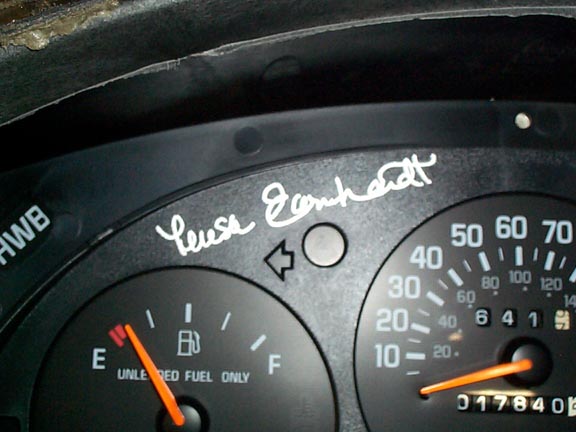 HWB
Teresa Earnhardt
E
F
UNLEADED FUEL ONLY
10 20 30 40 50 60 70
20 40 60 80 100 120
641
017840